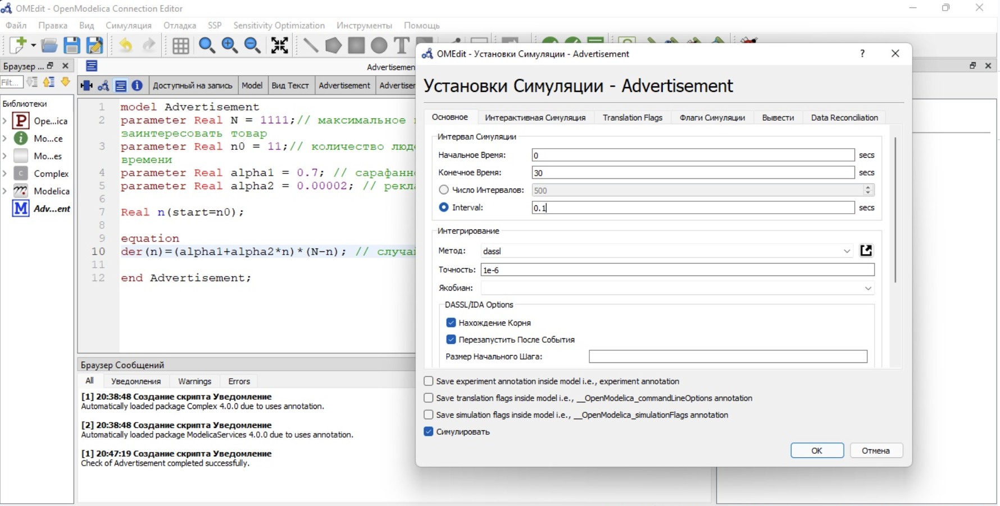 OMEdit - OpenModelica Connection Editor
Файл Правка Вид Симуляция Отладка SSP Sensitivity Optimization Инструменты Помощь
Браузер ...
Advertisemen
Filt...
Доступный на запись Model Вид Текст Advertisement Advertisem
Библиотеки
Ope...ica
Mo...ce
Mo...es
Complex
Modelica
Adv...ent
1 model Advertisement
2 parameter Real N = 1111;// максимальное
заинтересовать товар
3 parameter Real n0 = 11;// количество люд
времени
4 parameter Real alpha1 = 0.7; // сарафанн
5 parameter Real alpha2 = 0.00002; // рекл
6
7 Real n(start=n0);
8
9 equation
10 der(n)=(alpha1+alpha2*n)*(N-n); // случа
11
12 end Advertisement;
Браузер Сообщений
All Уведомления Warnings Errors
[1] 20:38:48 Создание скрипта Уведомление
Automatically loaded package Complex 4.0.0 due to uses annotation.
[2] 20:38:48 Создание скрипта Уведомление
Automatically loaded package ModelicaServices 4.0.0 due to uses annotation.
[1] 20:47:19 Создание скрипта Уведомление
Check of Advertisement completed successfully.
OMEdit - Установки Симуляции - Advertisement
Установки Симуляции - Advertisement
Основное Интерактивная Симуляция Translation Flags Флаги Симуляции Вывести Data Reconciliation
Интервал Симуляции
Начальное Время: 0 secs
Конечное Время: 30 secs
Число Интервалов: 500
Interval: 0.1 secs
Интегрирование
Метод: dassl
Точность: 1e-6
Якобиан:
DASSL/IDA Options
Нахождение Корня
Перезапустить После События
Размер Начального Шага:
Save experiment annotation inside model i.e., experiment annotation
Save translation flags inside model i.e., __OpenModelica_commandLineOptions annotation
Save simulation flags inside model i.e., __OpenModelica_simulationFlags annotation
Симулировать
OK Отмена